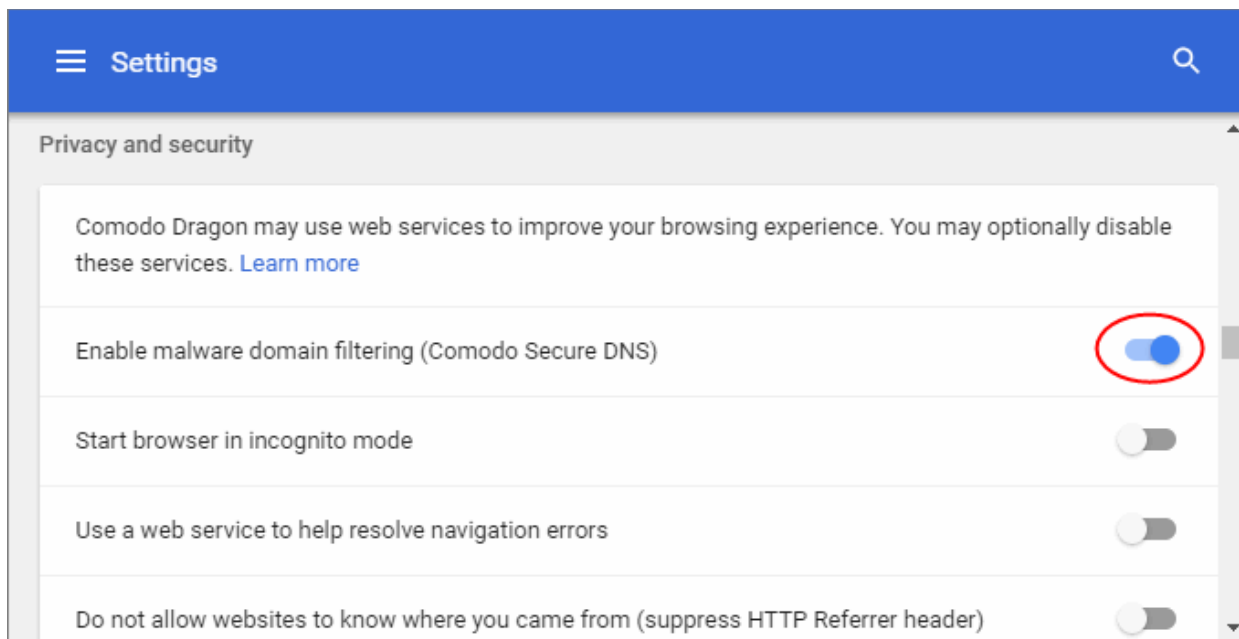 Settings
Privacy and security
Comodo Dragon may use web services to improve your browsing experience. You may optionally disable
these services. Learn more
Enable malware domain filtering (Comodo Secure DNS)
Start browser in incognito mode
Use a web service to help resolve navigation errors
Do not allow websites to know where you came from (suppress HTTP Referrer header)